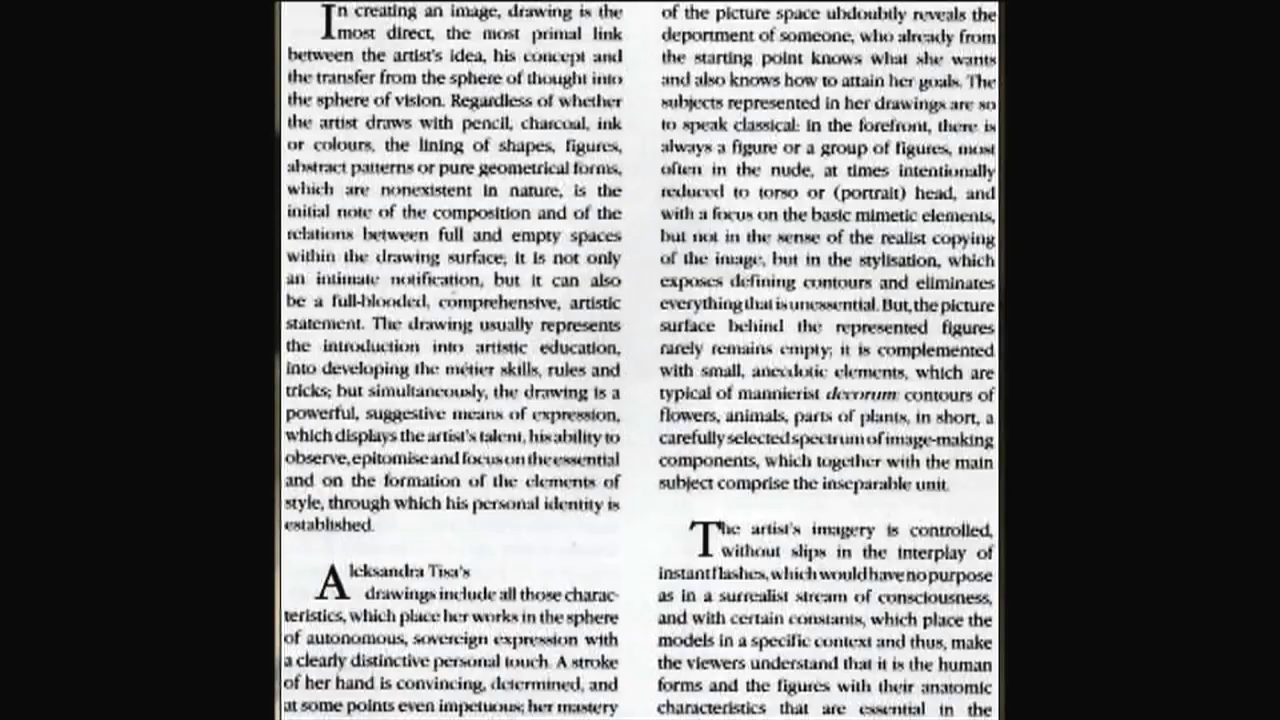 In creating an image, drawing is the
most direct, the most primal link
between the artist's idea, his concept and
the transfer from the sphere of thought into
the sphere of vision. Regardless of whether
the artist draws with pencil, charcoal, ink
or colours, the lining of shapes, figures,
abstract patterns or pure geometrical forms,
which are nonexistent in nature, is the
initial note of the composition and of the
relations between full and empty spaces
within the drawing surface; it is not only
an intimate notification, but it can also
be a full-blooded, comprehensive, artistic
statement. The drawing usually represents
the introduction into artistic education,
into developing the métier skills, rules and
tricks; but simultaneously, the drawing is a
powerful, suggestive means of expression,
which displays the artist's talent, his ability to
observe, epitomise and focus on the essential
and on the formation of the elements of
style, through which his personal identity is
established.
Aleksandra Tisa's
drawings include all those charac-
teristics, which place her works in the sphere
of autonomous, sovereign expression with
a clearly distinctive personal touch. A stroke
of her hand is convincing, determined, and
at some points even impetuous; her mastery
of the picture space ubdoubtly reveals the
deportment of someone, who already from
the starting point knows what she wants
and also knows how to attain her goals. The
subjects represented in her drawings are so
to speak classical: in the forefront, there is
always a figure or a group of figures, most
often in the nude, at times intentionally
reduced to torso or (portrait) head, and
with a focus on the basic mimetic elements,
but not in the sense of the realist copying
of the image, but in the stylisation, which
exposes defining contours and eliminates
everything that is unessential. But, the picture
surface behind the represented figures
rarely remains empty; it is complemented
with small, anecdotic elements, which are
typical of mannierist decorum: contours of
flowers, animals, parts of plants, in short, a
carefully selected spectrum of image-making
components, which together with the main
subject comprise the inseparable unit.
The artist's imagery is controlled,
without slips in the interplay of
instant flashes, which would have no purpose
as in a surrealist stream of consciousness,
and with certain constants, which place the
models in a specific context and thus, make
the viewers understand that it is the human
forms and the figures with their anatomic
characteristics that are essential in the